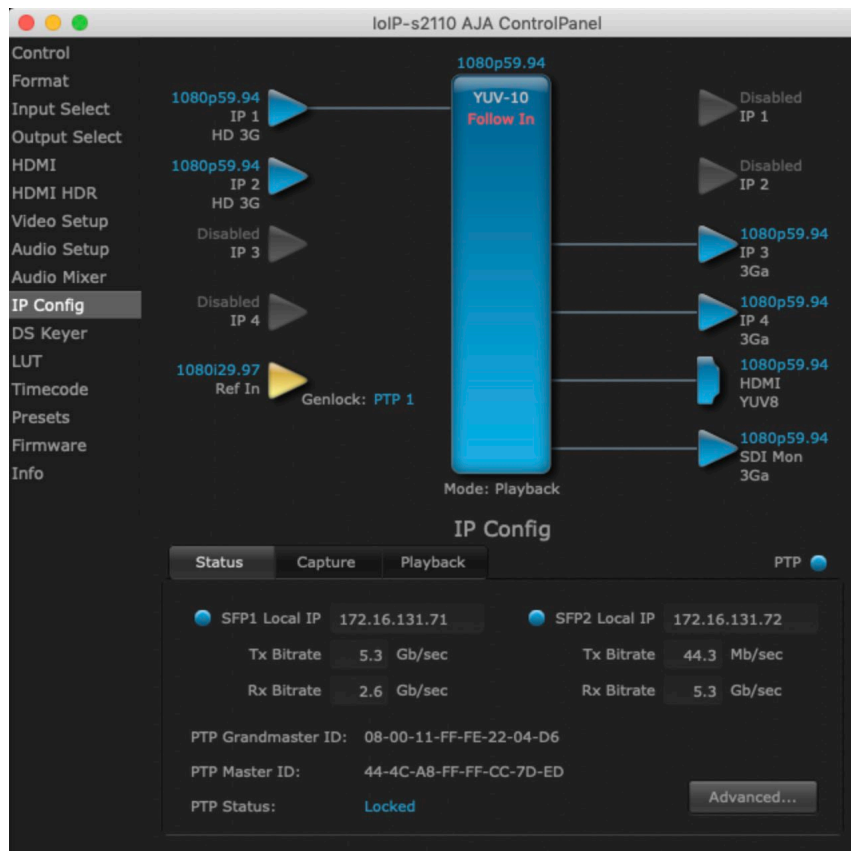 IoIP-s2110 AJA ControlPanel
Control
Format
Input Select
Output Select
HDMI
HDMI HDR
Video Setup
Audio Setup
Audio Mixer
IP Config
DS Keyer
LUT
Timecode
Presets
Firmware
Info
1080p59.94
IP 1
HD 3G
1080p59.94
IP 2
HD 3G
Disabled
IP 3
Disabled
IP 4
1080i29.97
Ref In
Genlock: PTP 1
1080p59.94
YUV-10
Follow In
Mode: Playback
Disabled
IP 1
Disabled
IP 2
1080p59.94
IP 3
3Ga
1080p59.94
IP 4
3Ga
1080p59.94
HDMI
YUV8
1080p59.94
SDI Mon
3Ga
IP Config
Status Capture Playback PTP
SFP1 Local IP 172.16.131.71 SFP2 Local IP 172.16.131.72
Tx Bitrate 5.3 Gb/sec Tx Bitrate 44.3 Mb/sec
Rx Bitrate 2.6 Gb/sec Rx Bitrate 5.3 Gb/sec
PTP Grandmaster ID: 08-00-11-FF-FE-22-04-D6
PTP Master ID: 44-4C-A8-FF-FF-CC-7D-ED
PTP Status: Locked
Advanced...